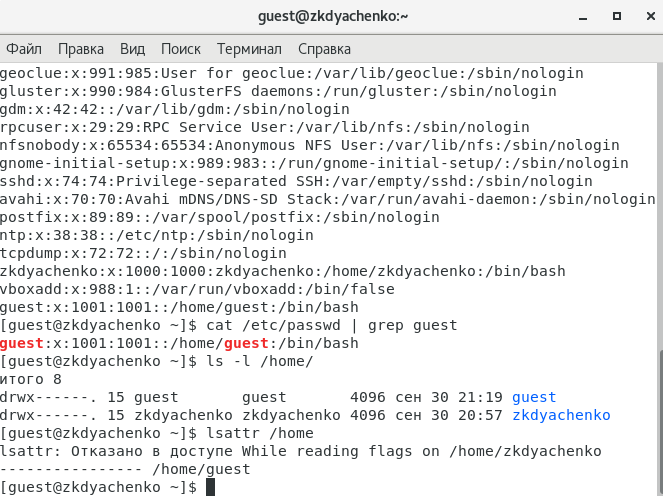 guest@zkdyachenko:~
Файл Правка Вид Поиск Терминал Справка
geoclue:x:991:985:User for geoclue:/var/lib/geoclue:/sbin/nologin
gluster:x:990:984:GlusterFS daemons:/run/gluster:/sbin/nologin
gdm:x:42:42::/var/lib/gdm:/sbin/nologin
rpcuser:x:29:29:RPC Service User:/var/lib/nfs:/sbin/nologin
nfsnobody:x:65534:65534:Anonymous NFS User:/var/lib/nfs:/sbin/nologin
gnome-initial-setup:x:989:983::/run/gnome-initial-setup/:/sbin/nologin
sshd:x:74:74:Privilege-separated SSH:/var/empty/sshd:/sbin/nologin
avahi:x:70:70:Avahi mDNS/DNS-SD Stack:/var/run/avahi-daemon:/sbin/nologin
postfix:x:89:89::/var/spool/postfix:/sbin/nologin
ntp:x:38:38::/etc/ntp:/sbin/nologin
tcpdump:x:72:72::/:/sbin/nologin
zkdyachenko:x:1000:1000:zkdyachenko:/home/zkdyachenko:/bin/bash
vboxadd:x:988:1::/var/run/vboxadd:/bin/false
guest:x:1001:1001::/home/guest:/bin/bash
[guest@zkdyachenko ~]$ cat /etc/passwd | grep guest
guest:x:1001:1001::/home/guest:/bin/bash
[guest@zkdyachenko ~]$ ls -l /home/
итого 8
drwx------. 15 guest       guest       4096 сен 30 21:19 guest
drwx------. 15 zkdyachenko zkdyachenko 4096 сен 30 20:57 zkdyachenko
[guest@zkdyachenko ~]$ lsattr /home
lsattr: Отказано в доступе While reading flags on /home/zkdyachenko
---------------- /home/guest
[guest@zkdyachenko ~]$